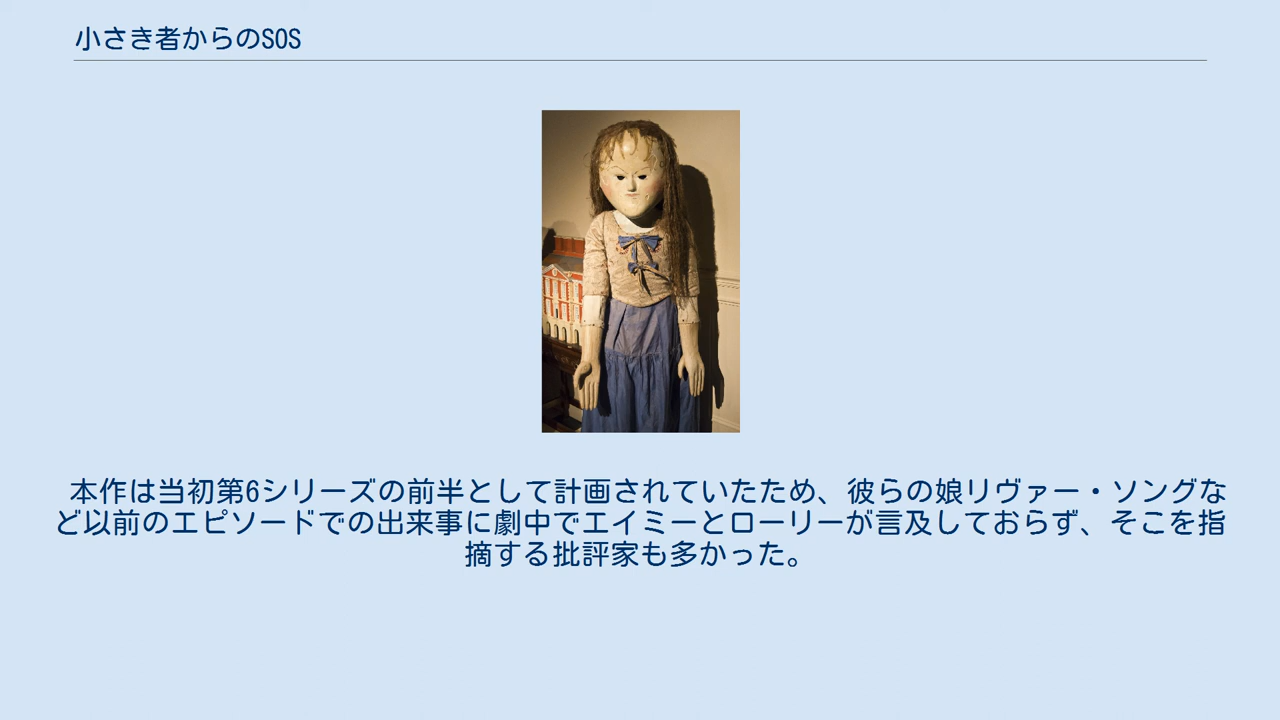 小さき者からのSOS
本作は当初第6シリーズの前半として計画されていたため、彼らの娘リヴァー・ソングな
ど以前のエピソードでの出来事に劇中でエイミーとローリーが言及しておらず、そこを指
摘する批評家も多かった。